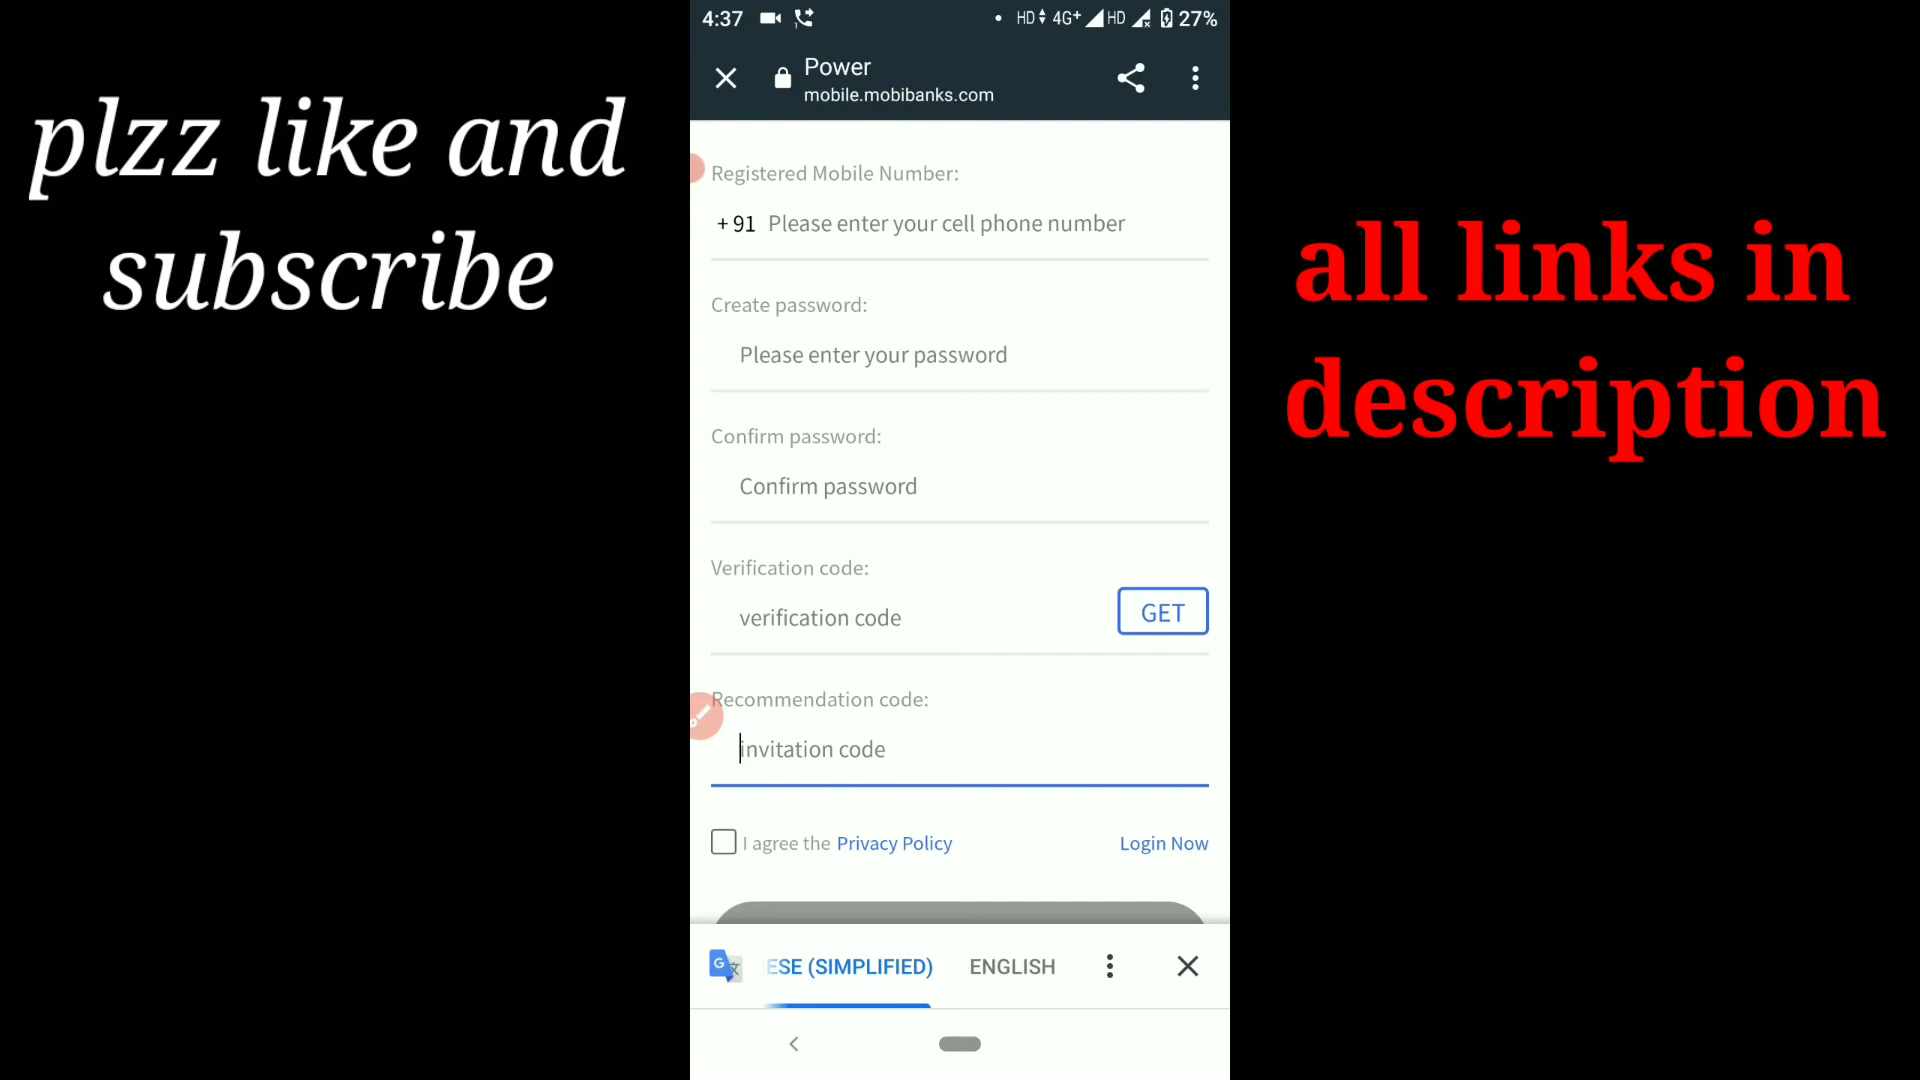 plzz like and
subscribe
4:37
HD 4G+ HD 27%
Power
mobile.mobibanks.com
Registered Mobile Number:
+ 91 Please enter your cell phone number
Create password:
Please enter your password
Confirm password:
Confirm password
Verification code:
verification code GET
Recommendation code:
invitation code
I agree the Privacy Policy Login Now
ESE (SIMPLIFIED) ENGLISH
all links in
description